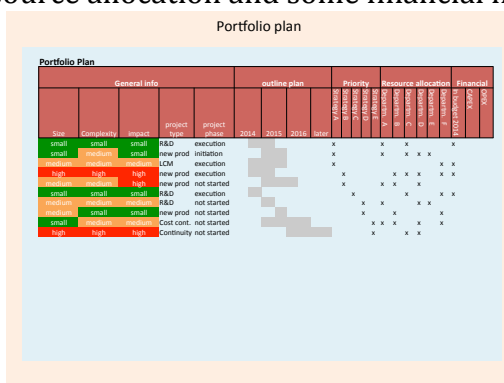 Portfolio plan
Portfolio Plan
General info outline plan Priority Resource allocation Financial
Size Complexity impact project type project phase 2014 2015 2016 later Strategy A Strategy B Strategy C Strategy D Strategy E Departm. A Departm. B Departm. C Departm. D Departm. E Departm. F In budget 2014 CAPEX OPEX
small small small R&D execution x x x x
small medium small new prod initiation x x x x x
medium medium medium LCM execution x x x
high high high new prod execution x x x x x x
medium medium high new prod not started x x x x
small small small R&D execution x x x x
medium medium medium R&D not started x x x
medium small small new prod not started x x x
small medium medium Cost cont. not started x x x x x
high high high Continuity not started x x x